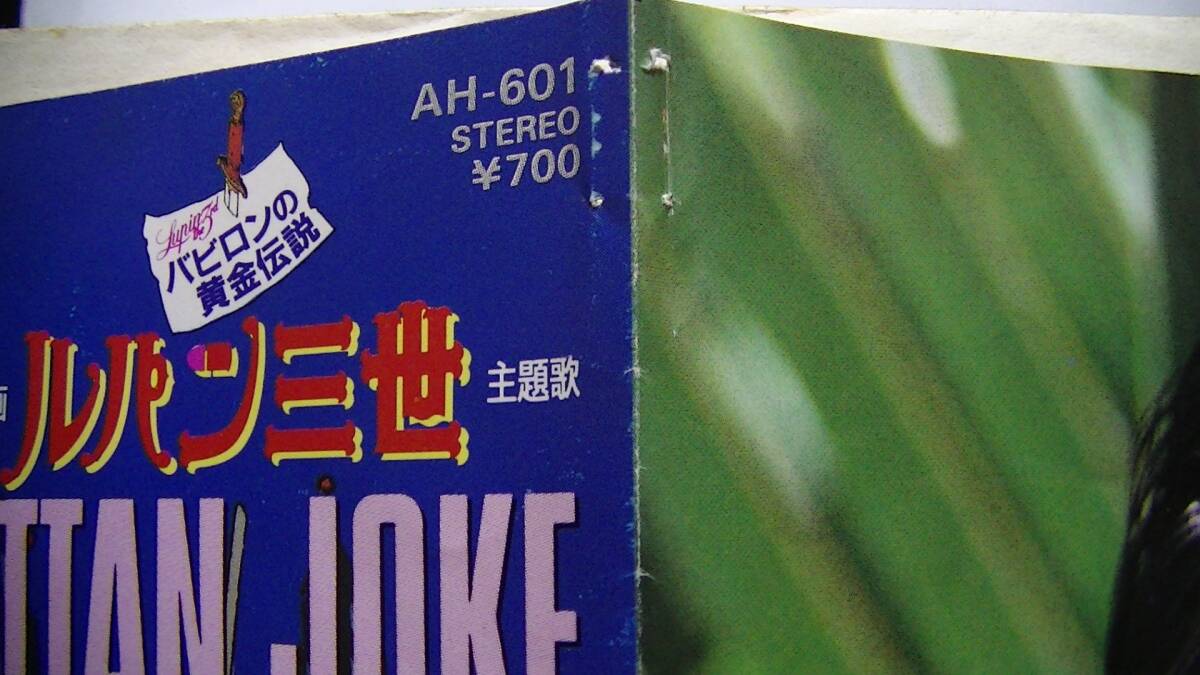 AH-601
STEREO
¥700
Lupin the 3rd
バビロンの
黄金伝説
ルパン三世 主題歌
TIAN JOKE